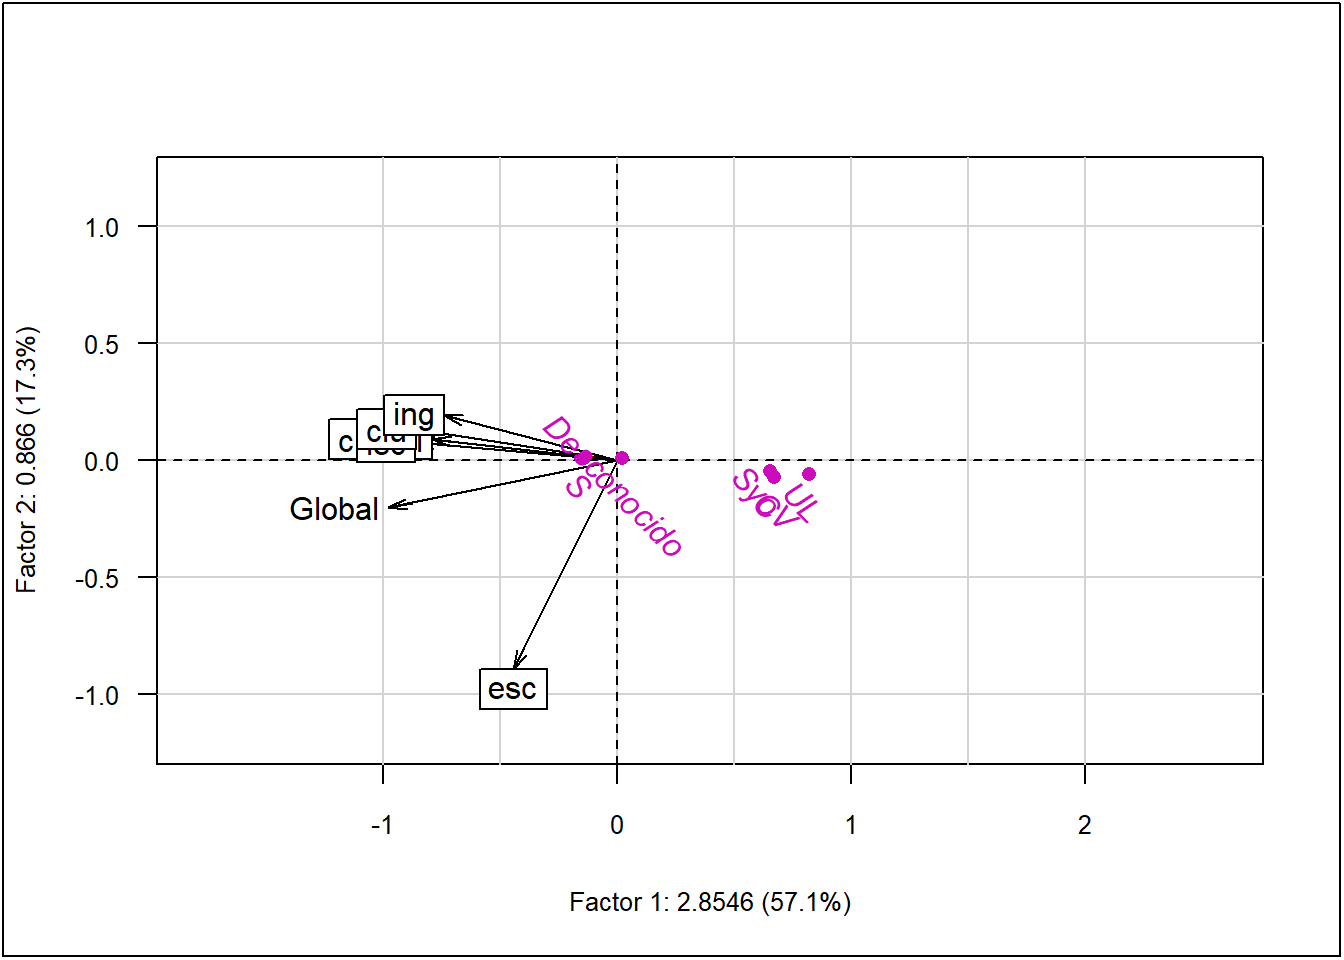 1.0
0.5
0.0
-0.5
-1.0
Factor 2: 0.866 (17.3%)
ing
Global
esc
S
SyC
UL
-1
0
1
2
Factor 1: 2.8546 (57.1%)